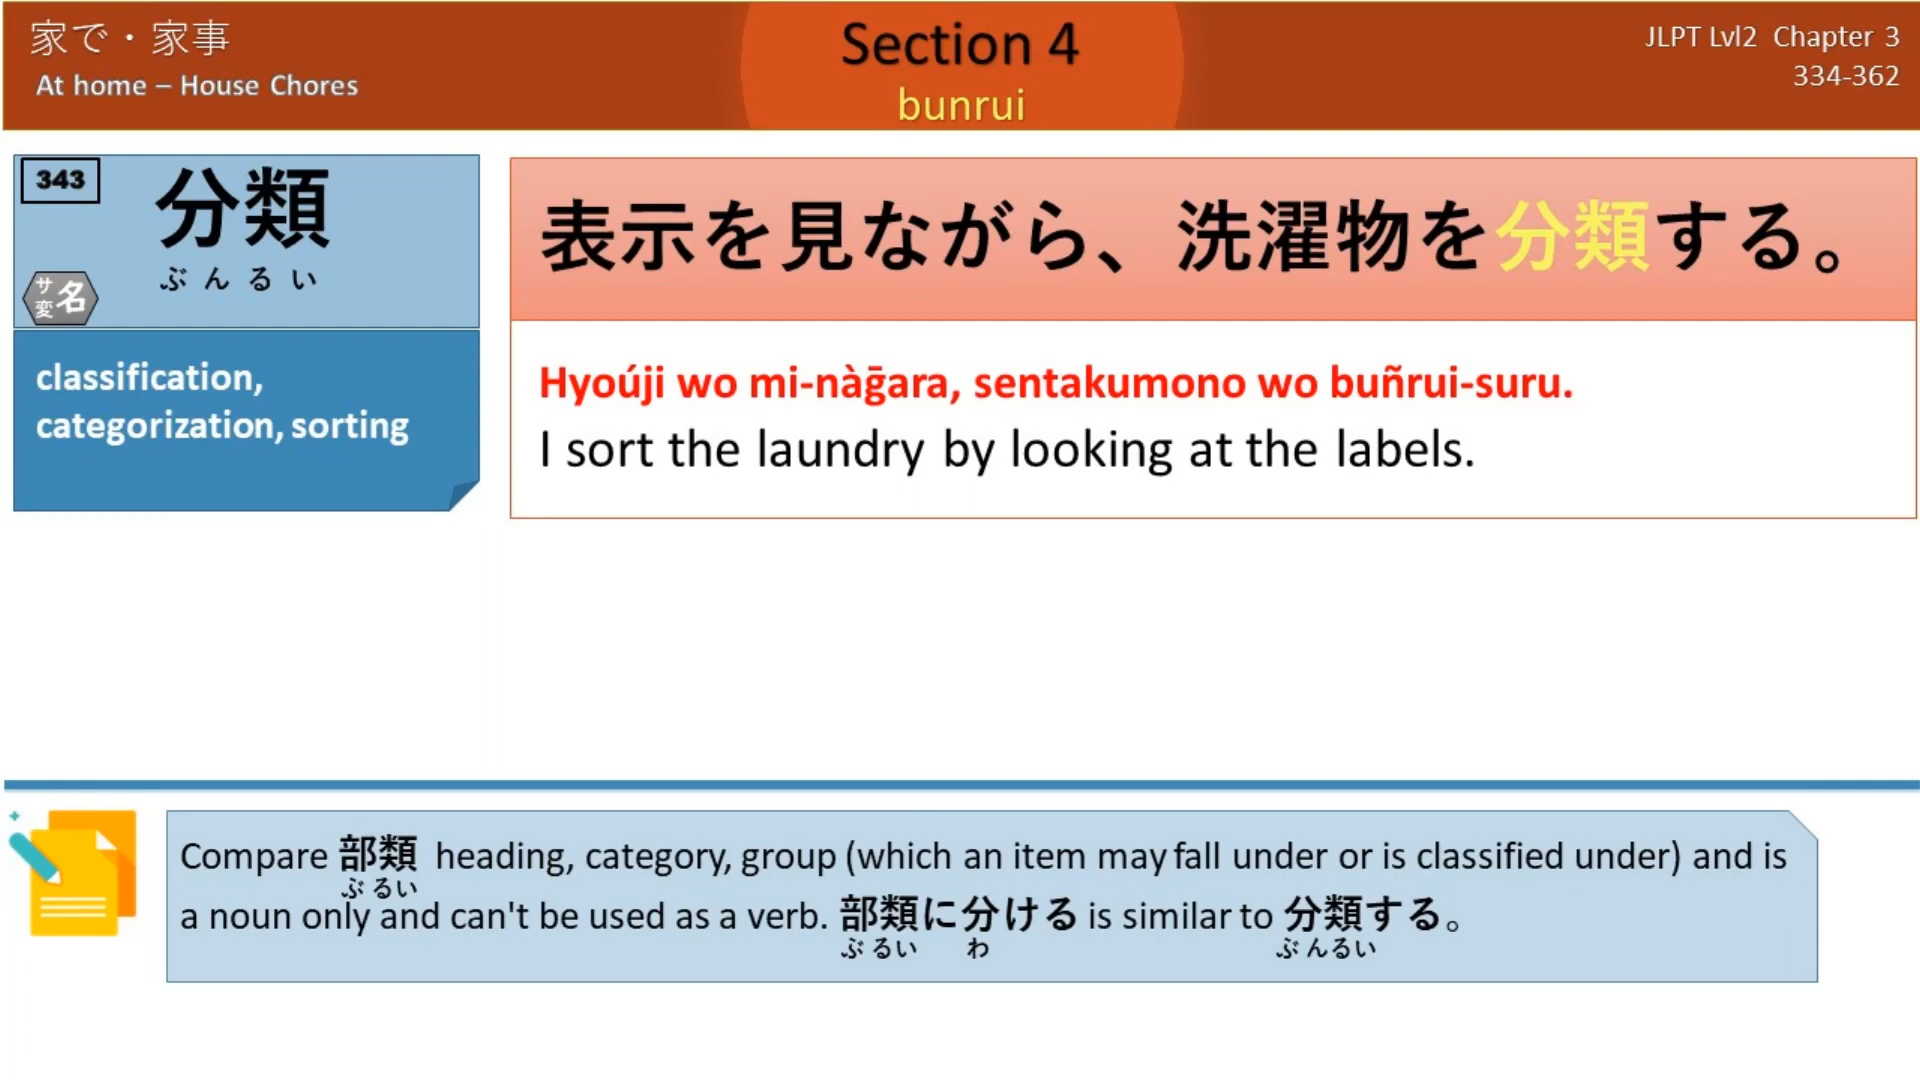 家で・家事
At home – House Chores
Section 4
bunrui
JLPT Lvl2 Chapter 3
334-362
343
分類
ぶんるい
サ変名
classification,
categorization, sorting
表示を見ながら、洗濯物を分類する。
Hyoúji wo mi-nàḡara, sentakumono wo buñrui-suru.
I sort the laundry by looking at the labels.
Compare 部類 heading, category, group (which an item may fall under or is classified under) and is
ぶるい
a noun only and can't be used as a verb. 部類に分ける is similar to 分類する。
ぶるい わ ぶんるい